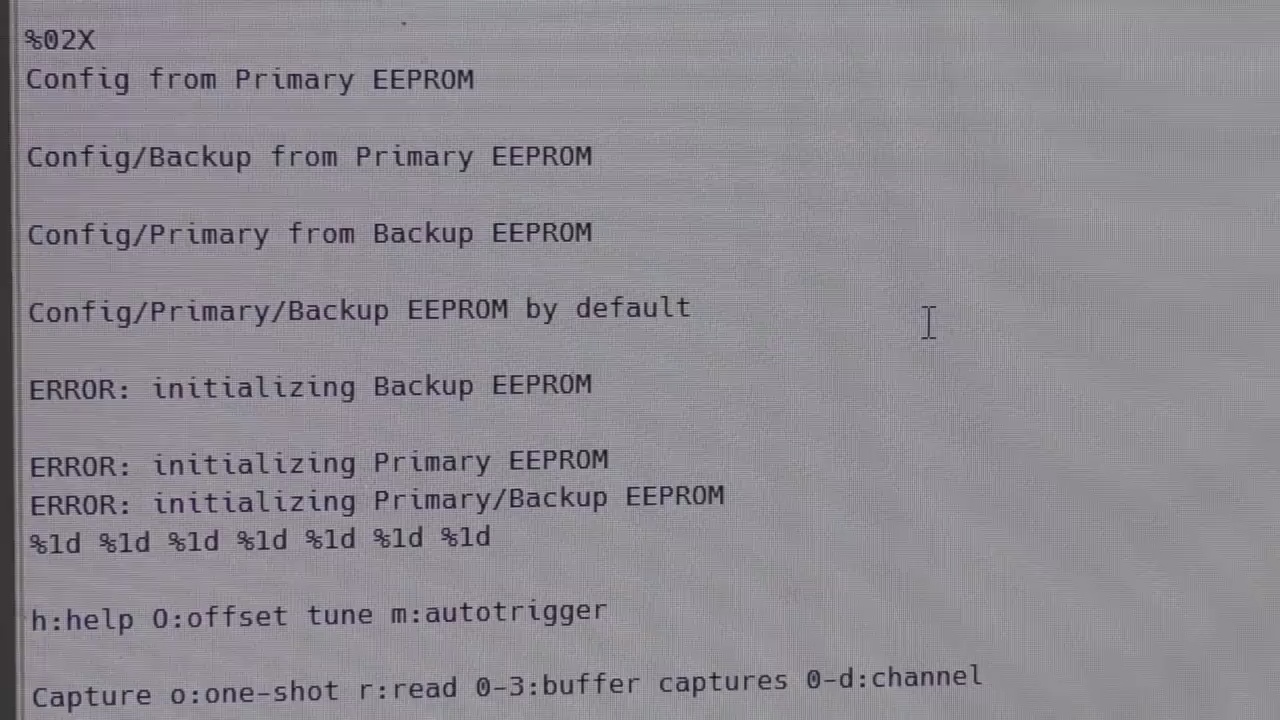 %02X
Config from Primary EEPROM
Config/Backup from Primary EEPROM
Config/Primary from Backup EEPROM
Config/Primary/Backup EEPROM by default
ERROR: initializing Backup EEPROM
ERROR: initializing Primary EEPROM
ERROR: initializing Primary/Backup EEPROM
%1d %1d %1d %1d %1d %1d %1d
h:help O:offset tune m:autotrigger
Capture o:one-shot r:read 0-3:buffer captures 0-d:channel